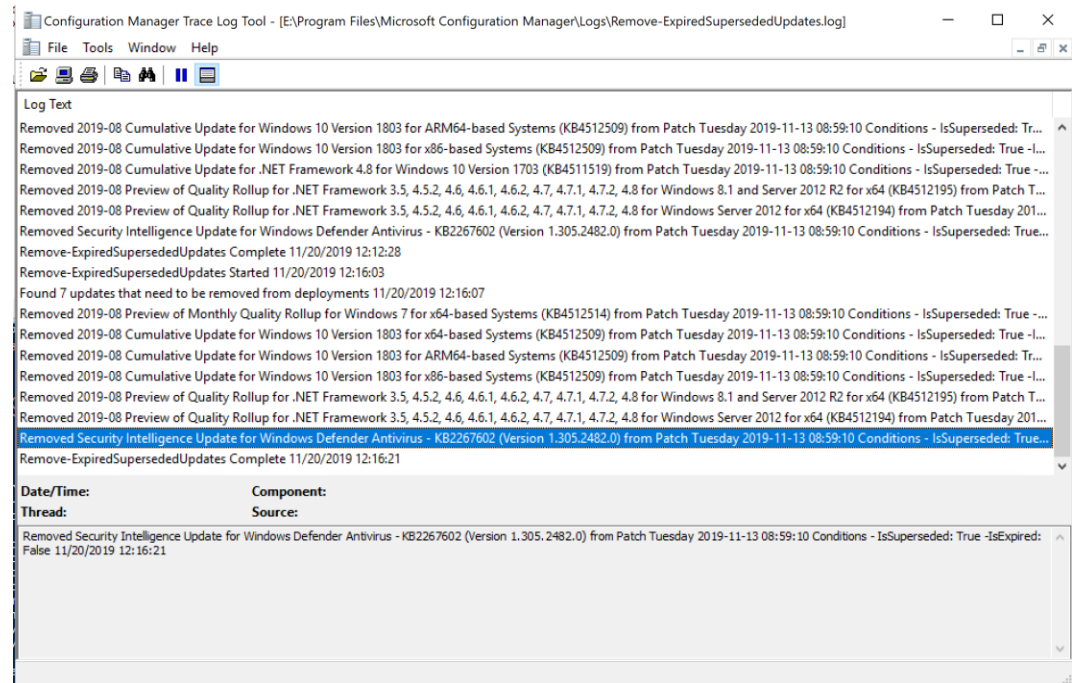 Configuration Manager Trace Log Tool - [E:\Program Files\Microsoft Configuration Manager\Logs\Remove-ExpiredSupersededUpdates.log]
File Tools Window Help
Log Text
Removed 2019-08 Cumulative Update for Windows 10 Version 1803 for ARM64-based Systems (KB4512509) from Patch Tuesday 2019-11-13 08:59:10 Conditions - IsSuperseded: Tr...
Removed 2019-08 Cumulative Update for Windows 10 Version 1803 for x86-based Systems (KB4512509) from Patch Tuesday 2019-11-13 08:59:10 Conditions - IsSuperseded: True -I...
Removed 2019-08 Cumulative Update for .NET Framework 4.8 for Windows 10 Version 1703 (KB4511519) from Patch Tuesday 2019-11-13 08:59:10 Conditions - IsSuperseded: True -...
Removed 2019-08 Preview of Quality Rollup for .NET Framework 3.5, 4.5.2, 4.6, 4.6.1, 4.6.2, 4.7, 4.7.1, 4.7.2, 4.8 for Windows 8.1 and Server 2012 R2 for x64 (KB4512195) from Patch T...
Removed 2019-08 Preview of Quality Rollup for .NET Framework 3.5, 4.5.2, 4.6, 4.6.1, 4.6.2, 4.7, 4.7.1, 4.7.2, 4.8 for Windows Server 2012 for x64 (KB4512194) from Patch Tuesday 201...
Removed Security Intelligence Update for Windows Defender Antivirus - KB2267602 (Version 1.305.2482.0) from Patch Tuesday 2019-11-13 08:59:10 Conditions - IsSuperseded: True...
Remove-ExpiredSupersededUpdates Complete 11/20/2019 12:12:28
Remove-ExpiredSupersededUpdates Started 11/20/2019 12:16:03
Found 7 updates that need to be removed from deployments 11/20/2019 12:16:07
Removed 2019-08 Preview of Monthly Quality Rollup for Windows 7 for x64-based Systems (KB4512514) from Patch Tuesday 2019-11-13 08:59:10 Conditions - IsSuperseded: True -...
Removed 2019-08 Cumulative Update for Windows 10 Version 1803 for x64-based Systems (KB4512509) from Patch Tuesday 2019-11-13 08:59:10 Conditions - IsSuperseded: True -I...
Removed 2019-08 Cumulative Update for Windows 10 Version 1803 for ARM64-based Systems (KB4512509) from Patch Tuesday 2019-11-13 08:59:10 Conditions - IsSuperseded: Tr...
Removed 2019-08 Cumulative Update for Windows 10 Version 1803 for x86-based Systems (KB4512509) from Patch Tuesday 2019-11-13 08:59:10 Conditions - IsSuperseded: True -I...
Removed 2019-08 Preview of Quality Rollup for .NET Framework 3.5, 4.5.2, 4.6, 4.6.1, 4.6.2, 4.7, 4.7.1, 4.7.2, 4.8 for Windows 8.1 and Server 2012 R2 for x64 (KB4512195) from Patch T...
Removed 2019-08 Preview of Quality Rollup for .NET Framework 3.5, 4.5.2, 4.6, 4.6.1, 4.6.2, 4.7, 4.7.1, 4.7.2, 4.8 for Windows Server 2012 for x64 (KB4512194) from Patch Tuesday 201...
Removed Security Intelligence Update for Windows Defender Antivirus - KB2267602 (Version 1.305.2482.0) from Patch Tuesday 2019-11-13 08:59:10 Conditions - IsSuperseded: True...
Remove-ExpiredSupersededUpdates Complete 11/20/2019 12:16:21
Date/Time: Component:
Thread: Source:
Removed Security Intelligence Update for Windows Defender Antivirus - KB2267602 (Version 1.305.2482.0) from Patch Tuesday 2019-11-13 08:59:10 Conditions - IsSuperseded: True -IsExpired:
False 11/20/2019 12:16:21